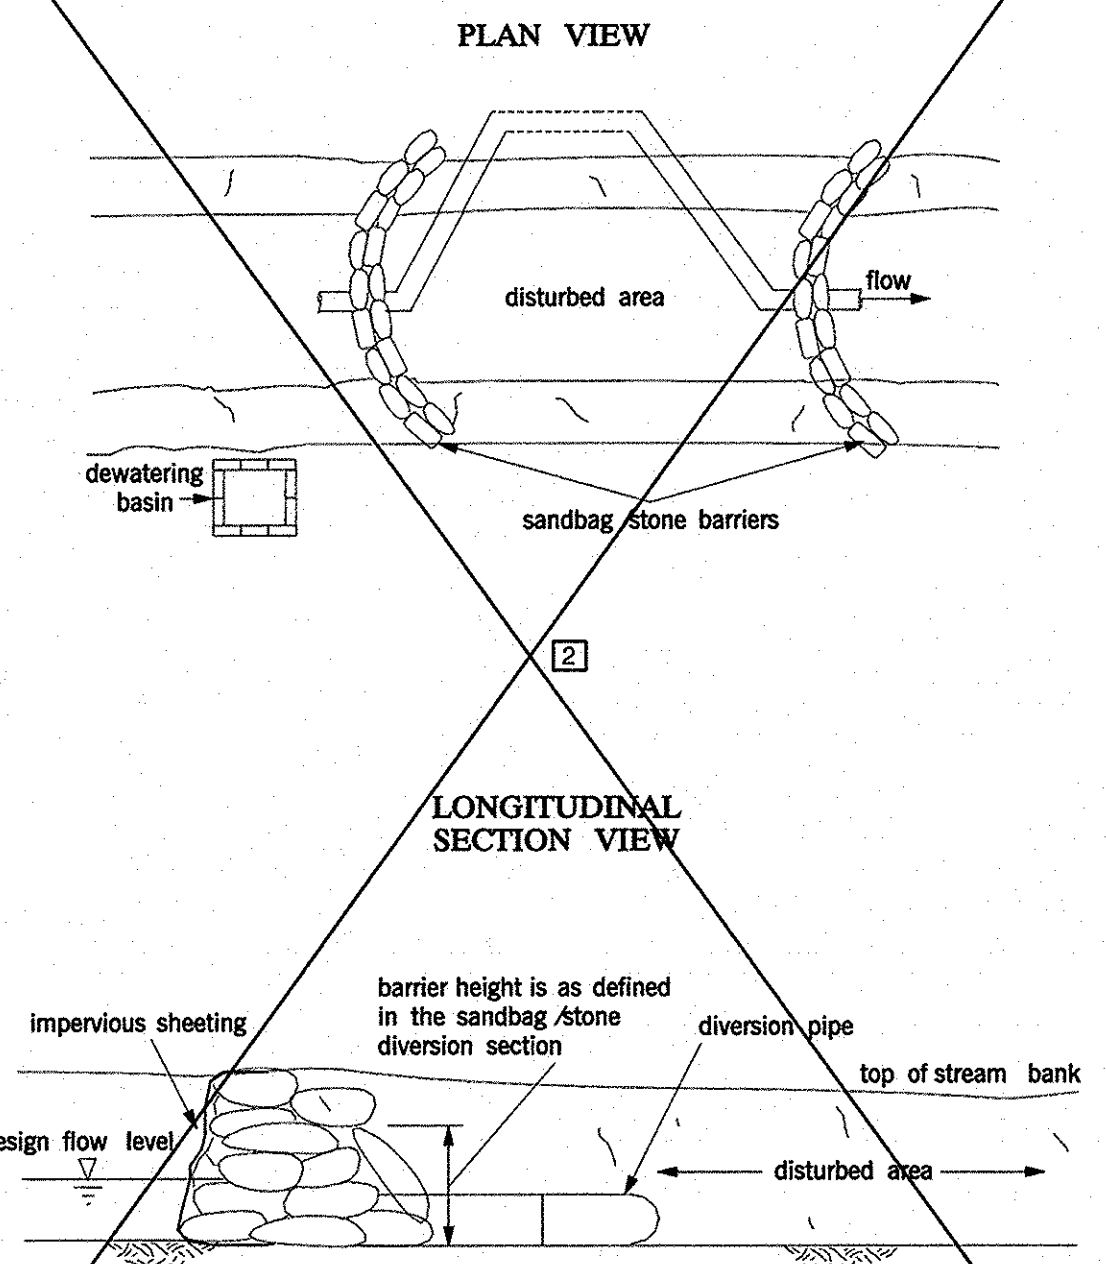 PLAN VIEW
flow
disturbed area
dewatering
basin
sandbag/stone barriers
2
LONGITUDINAL
SECTION VIEW
barrier height is as defined
in the sandbag/stone
diversion section
impervious sheeting
diversion pipe
top of stream bank
esign flow level
disturbed area